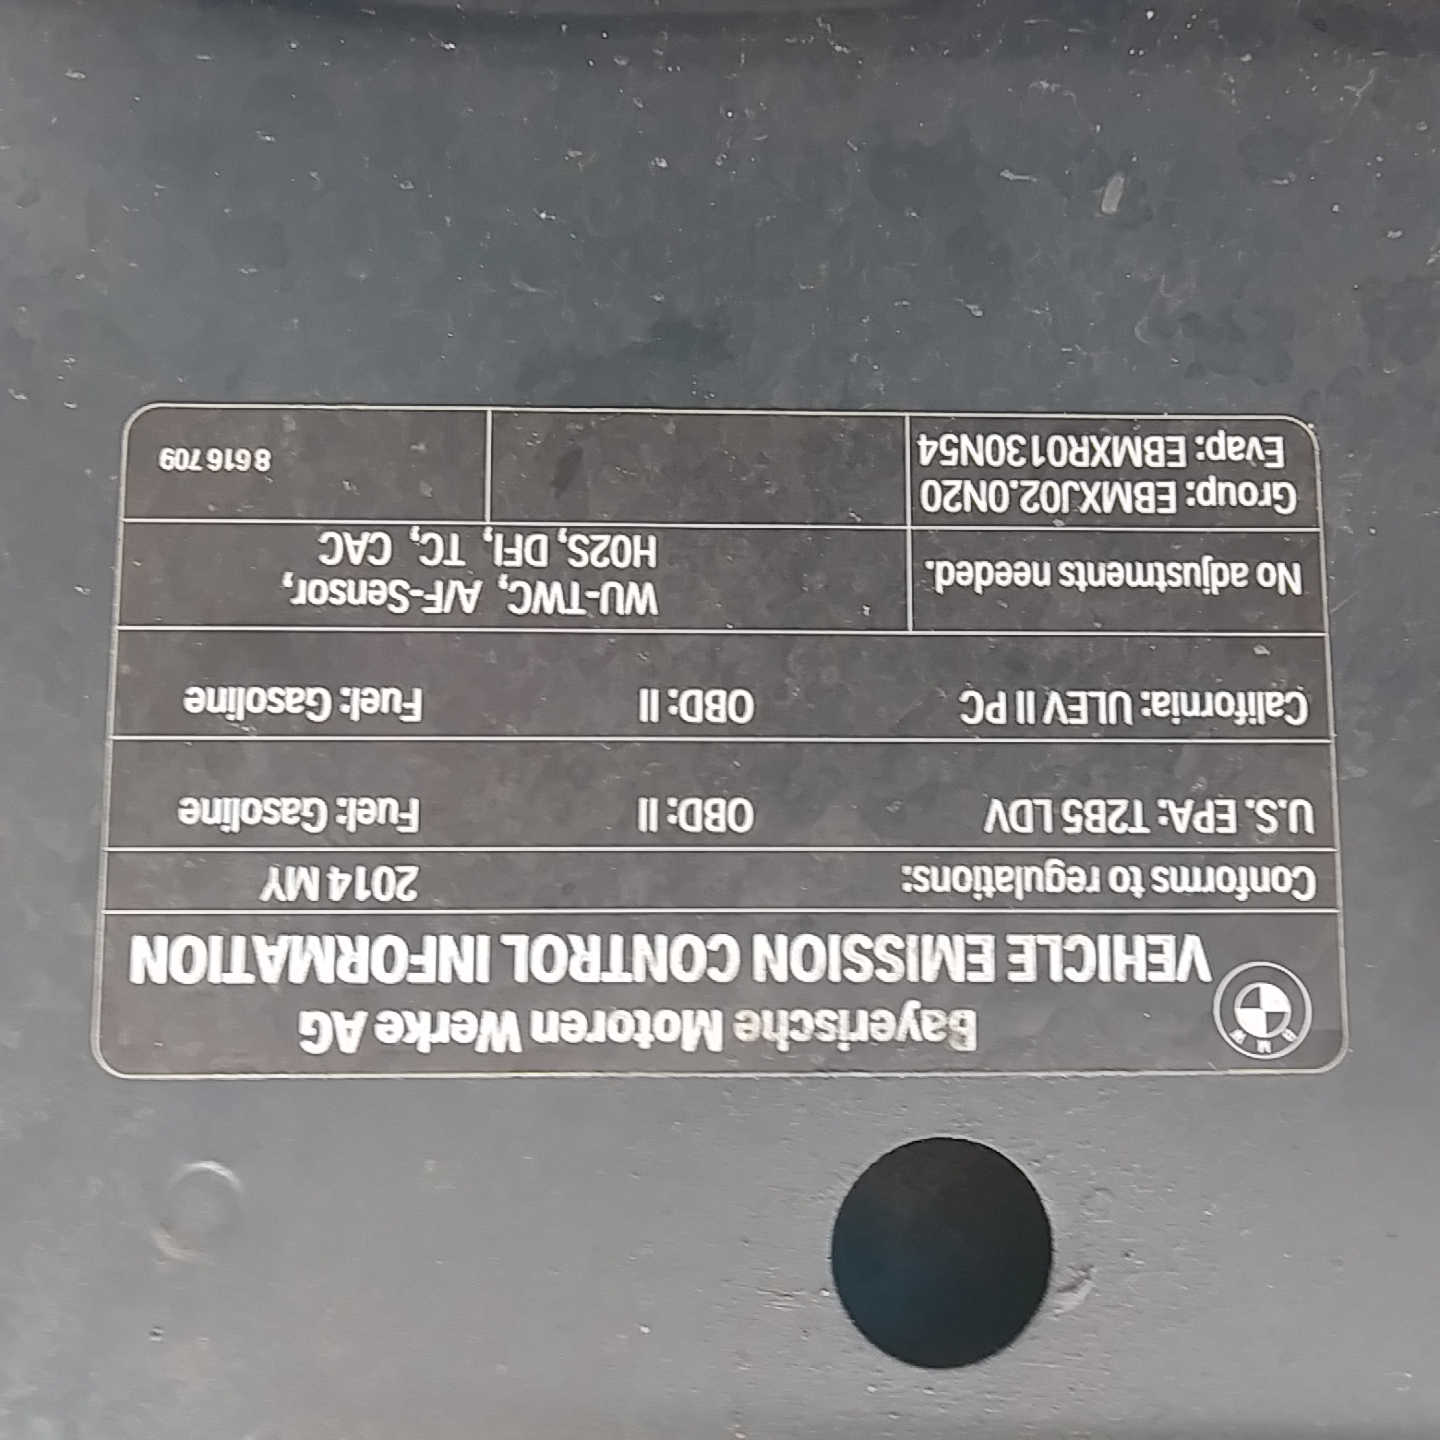 BMW
Bayerische Motoren Werke AG
VEHICLE EMISSION CONTROL INFORMATION
Conforms to regulations: 2014 MY
U.S. EPA: T2B5 LDV OBD: II Fuel: Gasoline
California: ULEV II PC OBD: II Fuel: Gasoline
No adjustments needed.
WU-TWC, A/F-Sensor,
HO2S, DFI, TC, CAC
Group: EBMXJ02.0N20
Evap: EBMXR0130N54
8 616 709